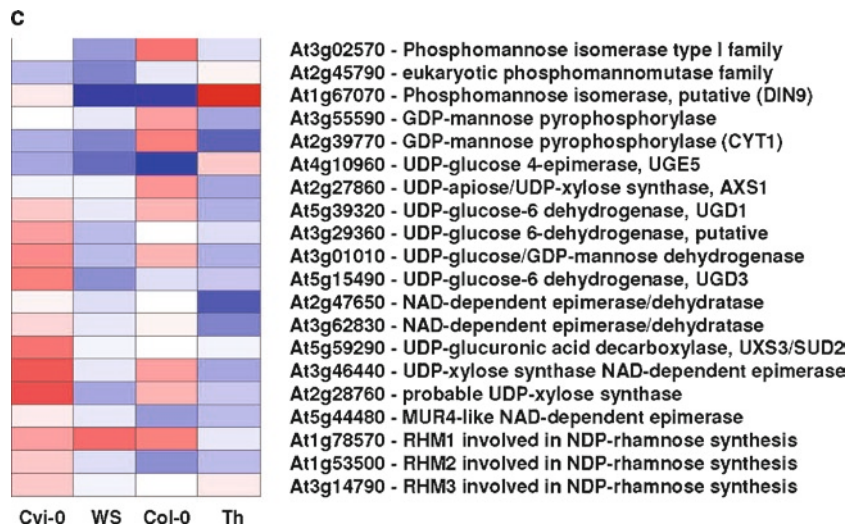 c
At3g02570 - Phosphomannose isomerase type I family
At2g45790 - eukaryotic phosphomannomutase family
At1g67070 - Phosphomannose isomerase, putative (DIN9)
At3g55590 - GDP-mannose pyrophosphorylase
At2g39770 - GDP-mannose pyrophosphorylase (CYT1)
At4g10960 - UDP-glucose 4-epimerase, UGE5
At2g27860 - UDP-apiose/UDP-xylose synthase, AXS1
At5g39320 - UDP-glucose-6 dehydrogenase, UGD1
At3g29360 - UDP-glucose 6-dehydrogenase, putative
At3g01010 - UDP-glucose/GDP-mannose dehydrogenase
At5g15490 - UDP-glucose-6 dehydrogenase, UGD3
At2g47650 - NAD-dependent epimerase/dehydratase
At3g62830 - NAD-dependent epimerase/dehydratase
At5g59290 - UDP-glucuronic acid decarboxylase, UXS3/SUD2
At3g46440 - UDP-xylose synthase NAD-dependent epimerase
At2g28760 - probable UDP-xylose synthase
At5g44480 - MUR4-like NAD-dependent epimerase
At1g78570 - RHM1 involved in NDP-rhamnose synthesis
At1g53500 - RHM2 involved in NDP-rhamnose synthesis
At3g14790 - RHM3 involved in NDP-rhamnose synthesis
Cvi-0 WS Col-0 Th